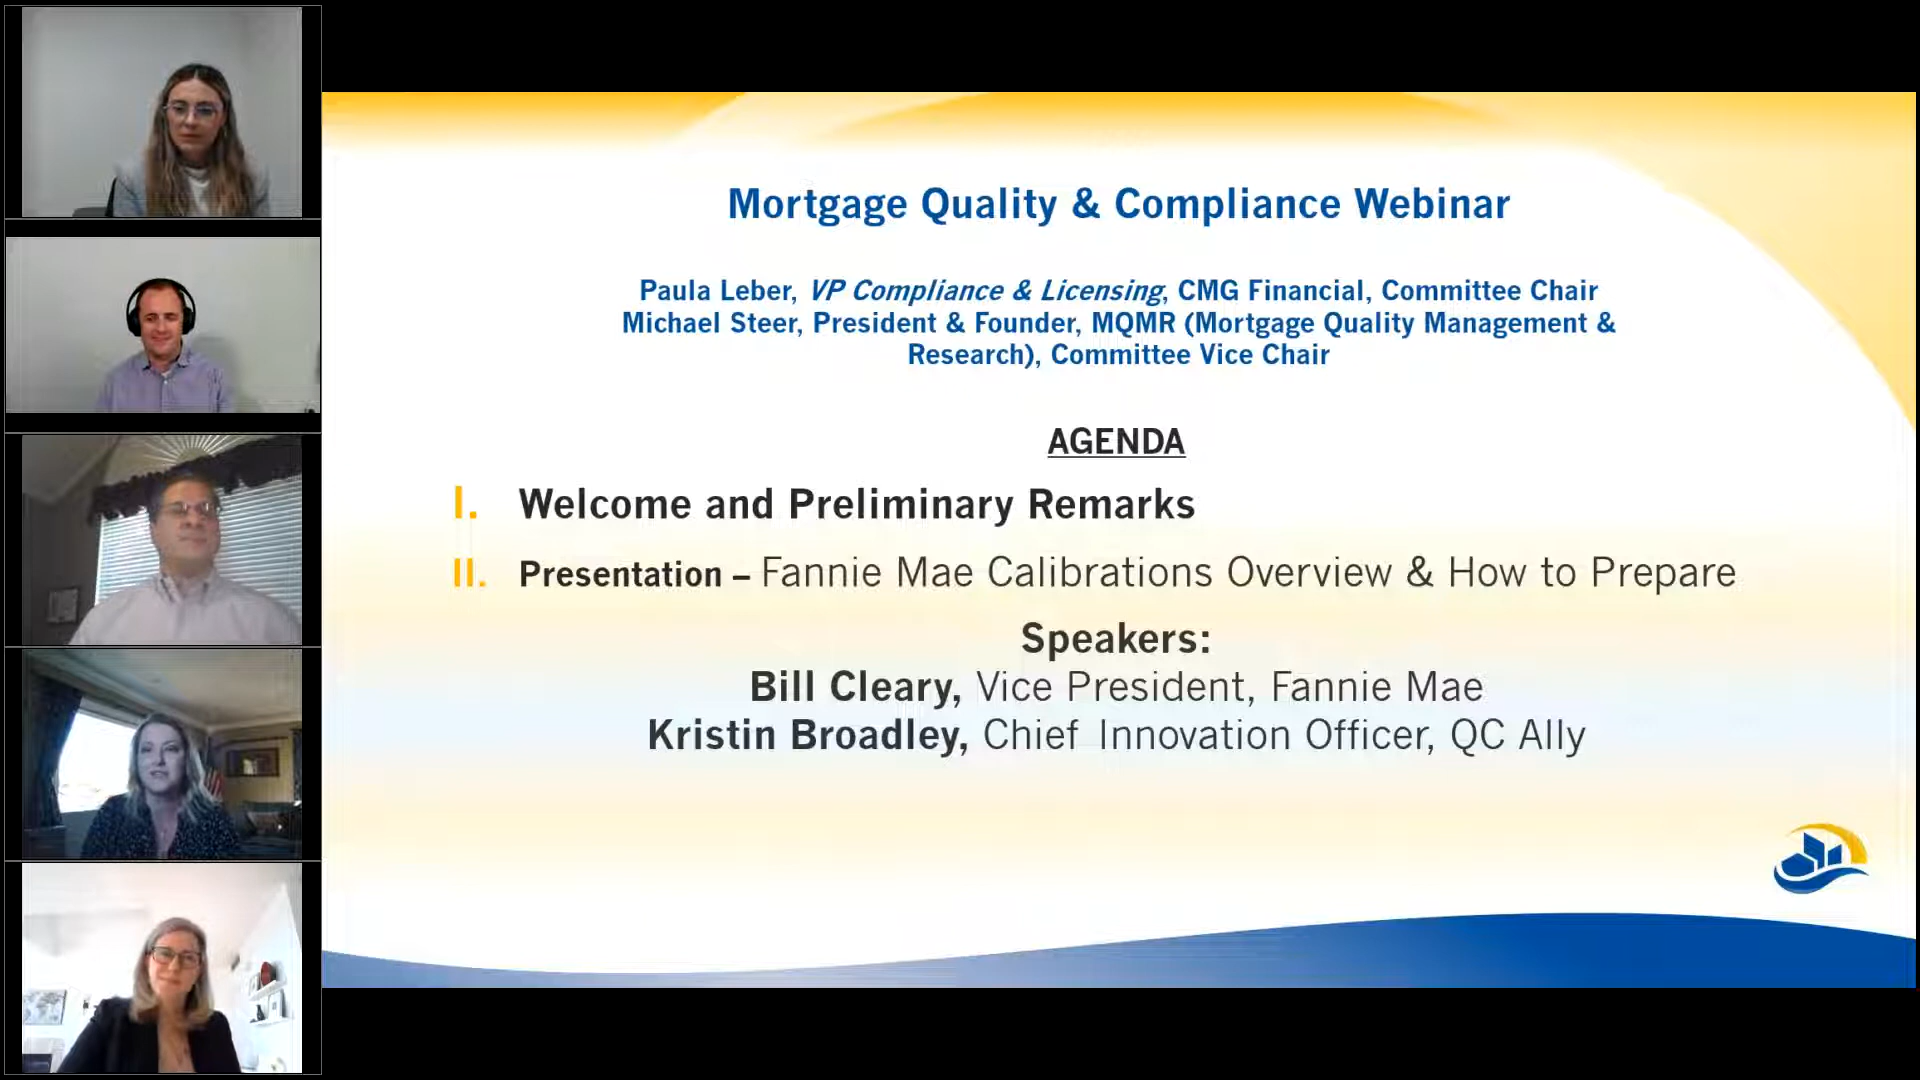 Mortgage Quality & Compliance Webinar
Paula Leber, VP Compliance & Licensing, CMG Financial, Committee Chair
Michael Steer, President & Founder, MQMR (Mortgage Quality Management &
Research), Committee Vice Chair
AGENDA
I. Welcome and Preliminary Remarks
II. Presentation – Fannie Mae Calibrations Overview & How to Prepare
Speakers:
Bill Cleary, Vice President, Fannie Mae
Kristin Broadley, Chief Innovation Officer, QC Ally